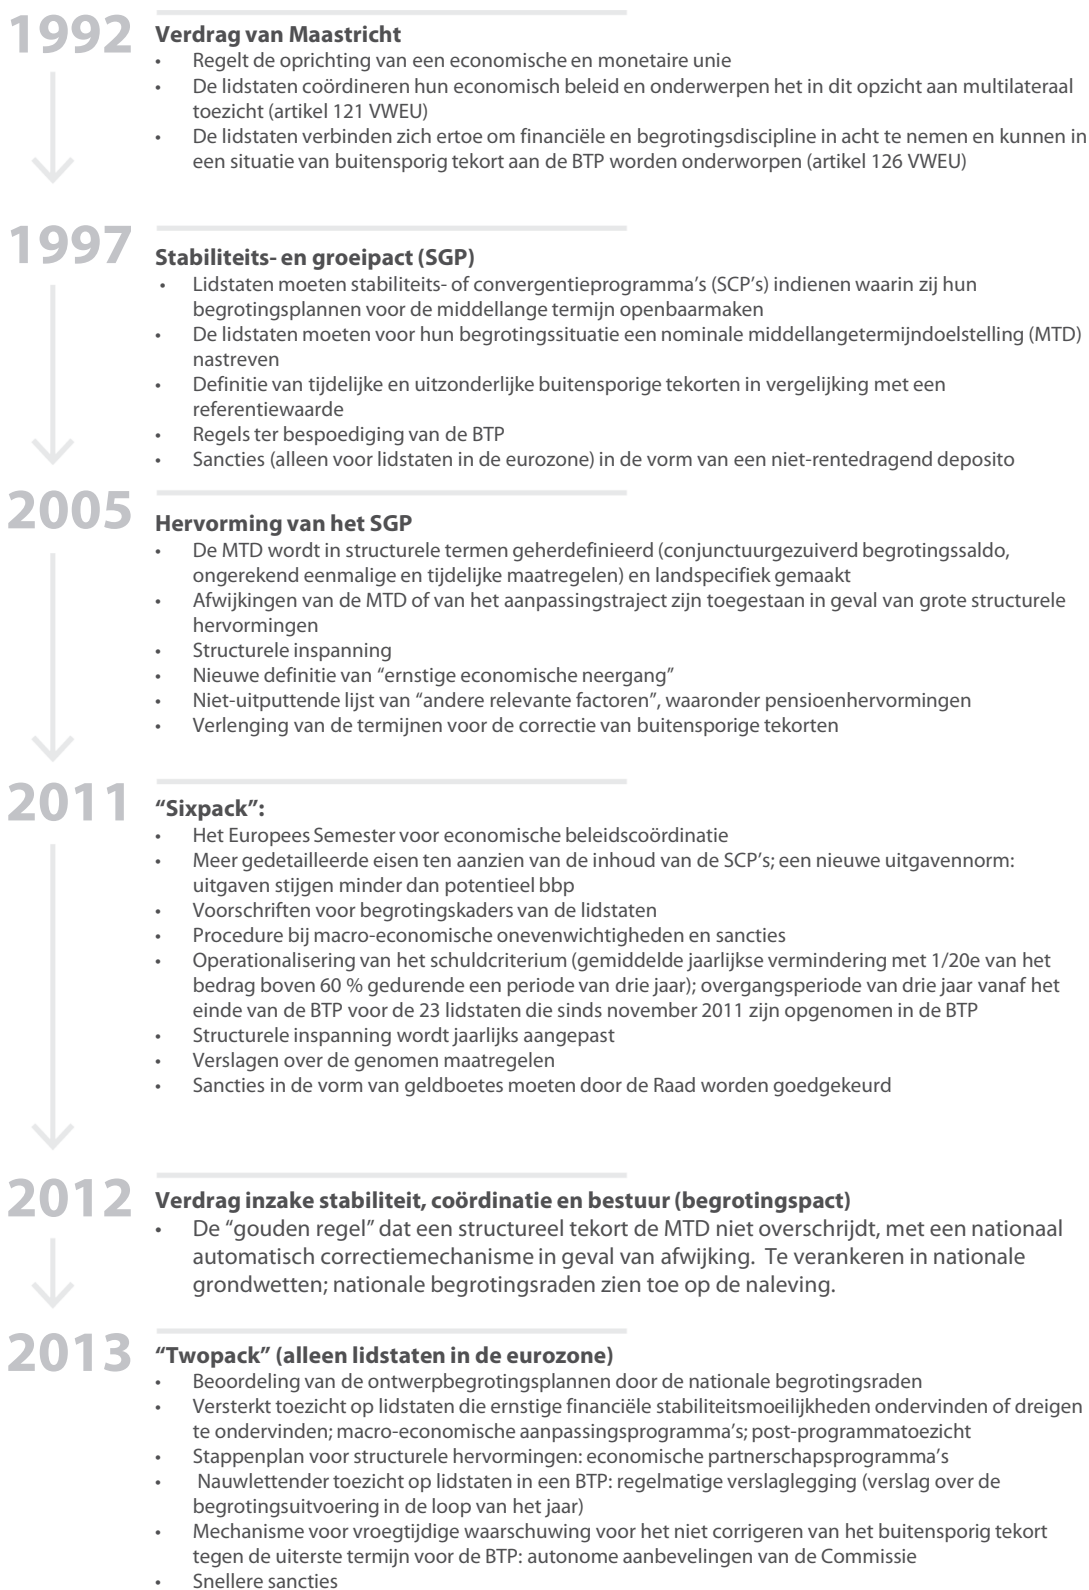 1992
Verdrag van Maastricht
• Regelt de oprichting van een economische en monetaire unie
• De lidstaten coördineren hun economisch beleid en onderwerpen het in dit opzicht aan multilateraal
toezicht (artikel 121 VWEU)
• De lidstaten verbinden zich ertoe om financiële en begrotingsdiscipline in acht te nemen en kunnen in
een situatie van buitensporig tekort aan de BTP worden onderworpen (artikel 126 VWEU)
1997
Stabiliteits- en groeipact (SGP)
• Lidstaten moeten stabiliteits- of convergentieprogramma’s (SCP’s) indienen waarin zij hun
begrotingsplannen voor de middellange termijn openbaarmaken
• De lidstaten moeten voor hun begrotingssituatie een nominale middellangetermijndoelstelling (MTD)
nastreven
• Definitie van tijdelijke en uitzonderlijke buitensporige tekorten in vergelijking met een
referentiewaarde
• Regels ter bespoediging van de BTP
• Sancties (alleen voor lidstaten in de eurozone) in de vorm van een niet-rentedragend deposito
2005
Hervorming van het SGP
• De MTD wordt in structurele termen geherdefinieerd (conjunctuurgezuiverd begrotingssaldo,
ongerekend eenmalige en tijdelijke maatregelen) en landspecifiek gemaakt
• Afwijkingen van de MTD of van het aanpassingstraject zijn toegestaan in geval van grote structurele
hervormingen
• Structurele inspanning
• Nieuwe definitie van “ernstige economische neergang”
• Niet-uitputtende lijst van “andere relevante factoren”, waaronder pensioenhervormingen
• Verlenging van de termijnen voor de correctie van buitensporige tekorten
2011
“Sixpack”:
• Het Europees Semester voor economische beleidscoördinatie
• Meer gedetailleerde eisen ten aanzien van de inhoud van de SCP’s; een nieuwe uitgavennorm:
uitgaven stijgen minder dan potentieel bbp
• Voorschriften voor begrotingskaders van de lidstaten
• Procedure bij macro-economische onevenwichtigheden en sancties
• Operationalisering van het schuldcriterium (gemiddelde jaarlijkse vermindering met 1/20e van het
bedrag boven 60 % gedurende een periode van drie jaar); overgangsperiode van drie jaar vanaf het
einde van de BTP voor de 23 lidstaten die sinds november 2011 zijn opgenomen in de BTP
• Structurele inspanning wordt jaarlijks aangepast
• Verslagen over de genomen maatregelen
• Sancties in de vorm van geldboetes moeten door de Raad worden goedgekeurd
2012
Verdrag inzake stabiliteit, coördinatie en bestuur (begrotingspact)
• De “gouden regel” dat een structureel tekort de MTD niet overschrijdt, met een nationaal
automatisch correctiemechanisme in geval van afwijking. Te verankeren in nationale
grondwetten; nationale begrotingsraden zien toe op de naleving.
2013
“Twopack” (alleen lidstaten in de eurozone)
• Beoordeling van de ontwerpbegrotingsplannen door de nationale begrotingsraden
• Versterkt toezicht op lidstaten die ernstige financiële stabiliteitsmoeilijkheden ondervinden of dreigen
te ondervinden; macro-economische aanpassingsprogramma’s; post-programmatoezicht
• Stappenplan voor structurele hervormingen: economische partnerschapsprogramma’s
• Nauwlettender toezicht op lidstaten in een BTP: regelmatige verslaglegging (verslag over de
begrotingsuitvoering in de loop van het jaar)
• Mechanisme voor vroegtijdige waarschuwing voor het niet corrigeren van het buitensporig tekort
tegen de uiterste termijn voor de BTP: autonome aanbevelingen van de Commissie
• Snellere sancties